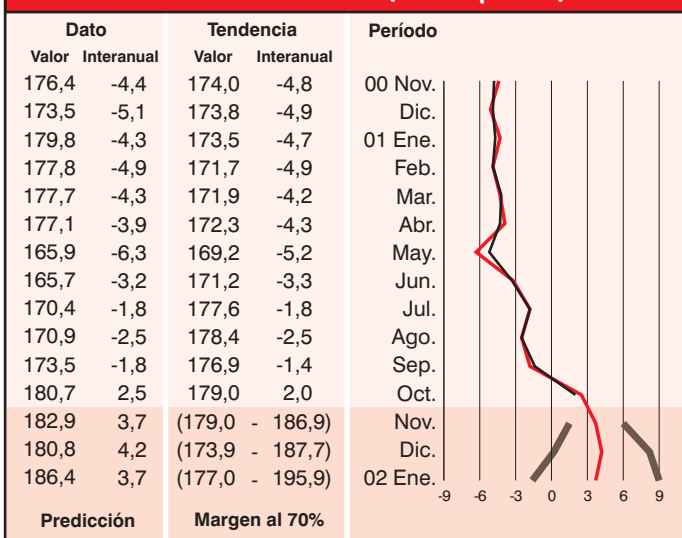 Dato Tendencia Período
Valor Interanual Valor Interanual
176,4 -4,4 174,0 -4,8 00 Nov.
173,5 -5,1 173,8 -4,9 Dic.
179,8 -4,3 173,5 -4,7 01 Ene.
177,8 -4,9 171,7 -4,9 Feb.
177,7 -4,3 171,9 -4,2 Mar.
177,1 -3,9 172,3 -4,3 Abr.
165,9 -6,3 169,2 -5,2 May.
165,7 -3,2 171,2 -3,3 Jun.
170,4 -1,8 177,6 -1,8 Jul.
170,9 -2,5 178,4 -2,5 Ago.
173,5 -1,8 176,9 -1,4 Sep.
180,7 2,5 179,0 2,0 Oct.
182,9 3,7 (179,0 - 186,9) Nov.
180,8 4,2 (173,9 - 187,7) Dic.
186,4 3,7 (177,0 - 195,9) 02 Ene.
-9 -6 -3 0 3 6 9
Predicción Margen al 70%